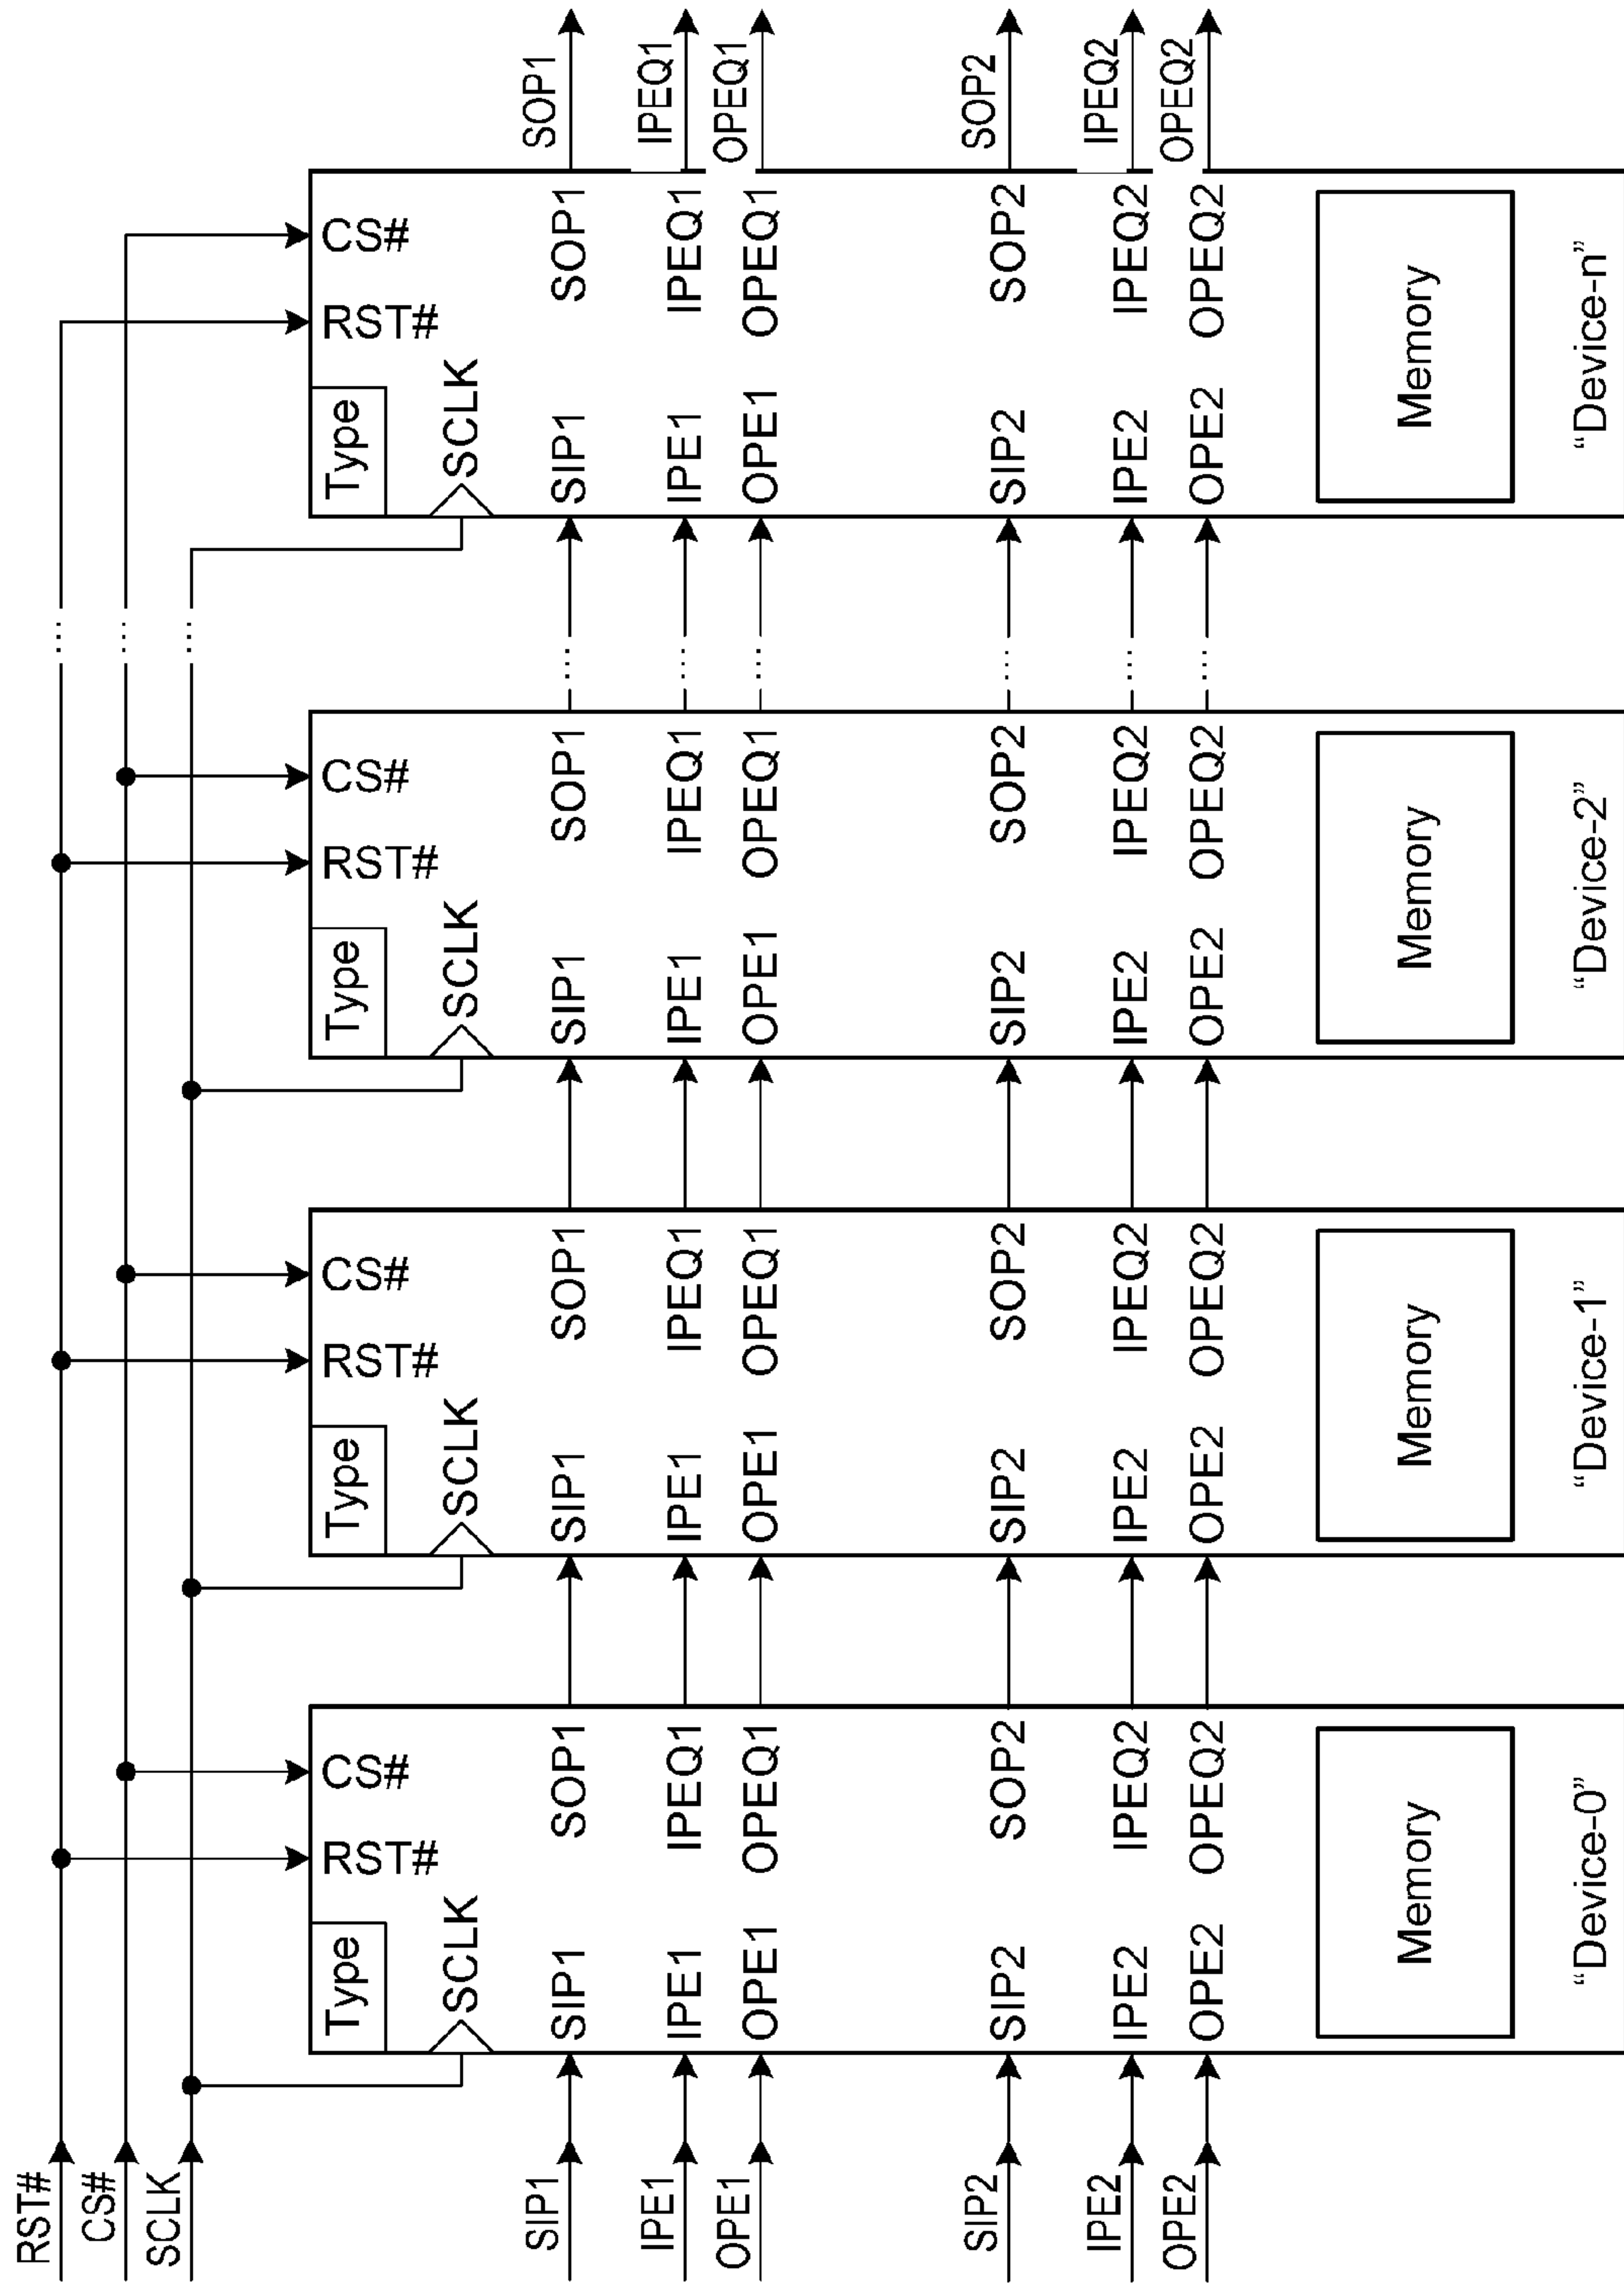 RST#
CS#
SCLK
SIP1
IPE1
OPE1
SIP2
IPE2
OPE2
Type
RST#
CS#
SCLK
SIP1 SOP1
IPE1 IPEQ1
OPE1 OPEQ1
SIP2 SOP2
IPE2 IPEQ2
OPE2 OPEQ2
Memory
“Device-0”
Type
RST#
CS#
SCLK
SIP1 SOP1
IPE1 IPEQ1
OPE1 OPEQ1
SIP2 SOP2
IPE2 IPEQ2
OPE2 OPEQ2
Memory
“Device-1”
...
...
...
...
...
...
...
...
...
Type
RST#
CS#
SCLK
SIP1 SOP1
IPE1 IPEQ1
OPE1 OPEQ1
SIP2 SOP2
IPE2 IPEQ2
OPE2 OPEQ2
Memory
“Device-2”
Type
RST#
CS#
SCLK
SIP1 SOP1
IPE1 IPEQ1
OPE1 OPEQ1
SIP2 SOP2
IPE2 IPEQ2
OPE2 OPEQ2
Memory
“Device-n”
SOP1
IPEQ1
OPEQ1
SOP2
IPEQ2
OPEQ2